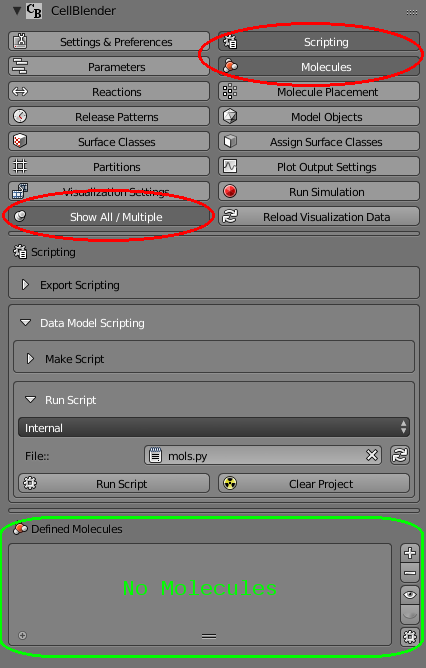 CB CellBlender
Settings & Preferences Scripting
Parameters Molecules
Reactions Molecule Placement
Release Patterns Model Objects
Surface Classes Assign Surface Classes
Partitions Plot Output Settings
Visualization Settings Run Simulation
Show All / Multiple Reload Visualization Data
Scripting
Export Scripting
Data Model Scripting
Make Script
Run Script
Internal
File:: mols.py
Run Script Clear Project
Defined Molecules
No Molecules